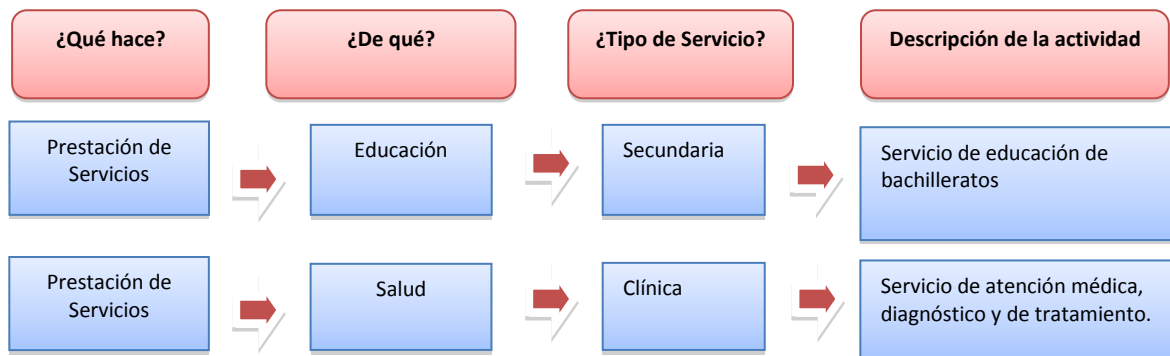 ¿Qué hace?
¿De qué?
¿Tipo de Servicio?
Descripción de la actividad
Prestación de
Servicios
Educación
Secundaria
Servicio de educación de
bachilleratos
Prestación de
Servicios
Salud
Clínica
Servicio de atención médica,
diagnóstico y de tratamiento.